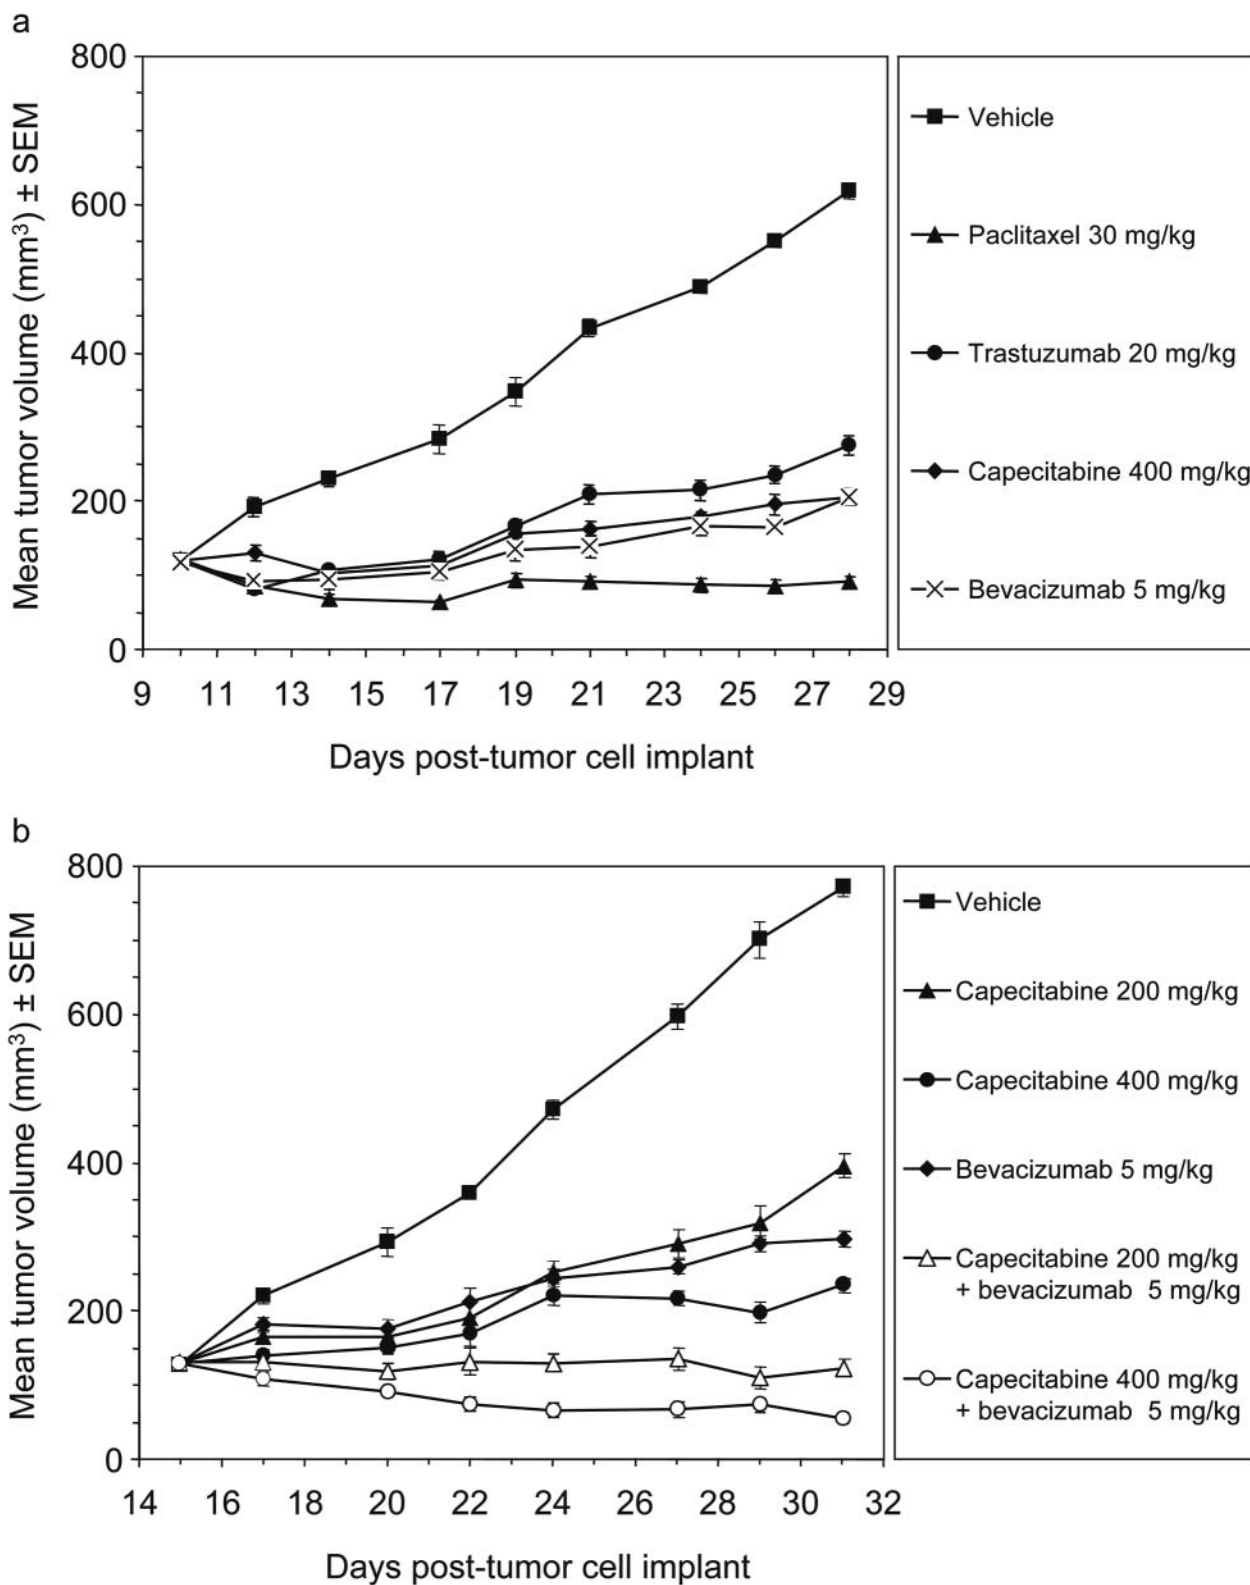 a
Mean tumor volume (mm³) ± SEM
800
600
400
200
0
9 11 13 15 17 19 21 23 25 27 29
Days post-tumor cell implant
Vehicle
Paclitaxel 30 mg/kg
Trastuzumab 20 mg/kg
Capecitabine 400 mg/kg
Bevacizumab 5 mg/kg
b
Mean tumor volume (mm³) ± SEM
800
600
400
200
0
14 16 18 20 22 24 26 28 30 32
Days post-tumor cell implant
Vehicle
Capecitabine 200 mg/kg
Capecitabine 400 mg/kg
Bevacizumab 5 mg/kg
Capecitabine 200 mg/kg
+ bevacizumab 5 mg/kg
Capecitabine 400 mg/kg
+ bevacizumab 5 mg/kg